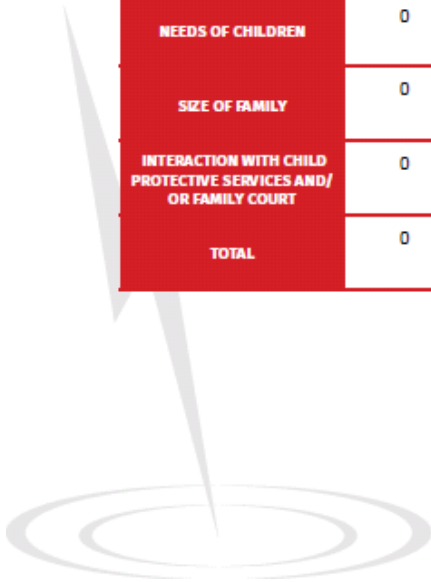 NEEDS OF CHILDREN 0
SIZE OF FAMILY 0
INTERACTION WITH CHILD 0
PROTECTIVE SERVICES AND/
OR FAMILY COURT
TOTAL 0